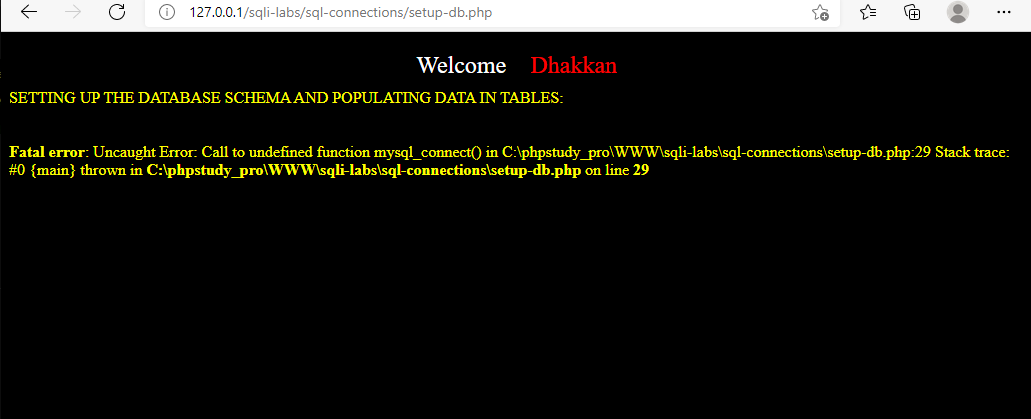 127.0.0.1/sqli-labs/sql-connections/setup-db.php
Welcome Dhakkan
SETTING UP THE DATABASE SCHEMA AND POPULATING DATA IN TABLES:
Fatal error: Uncaught Error: Call to undefined function mysql_connect() in C:\phpstudy_pro\WWW\sqli-labs\sql-connections\setup-db.php:29 Stack trace:
#0 {main} thrown in C:\phpstudy_pro\WWW\sqli-labs\sql-connections\setup-db.php on line 29